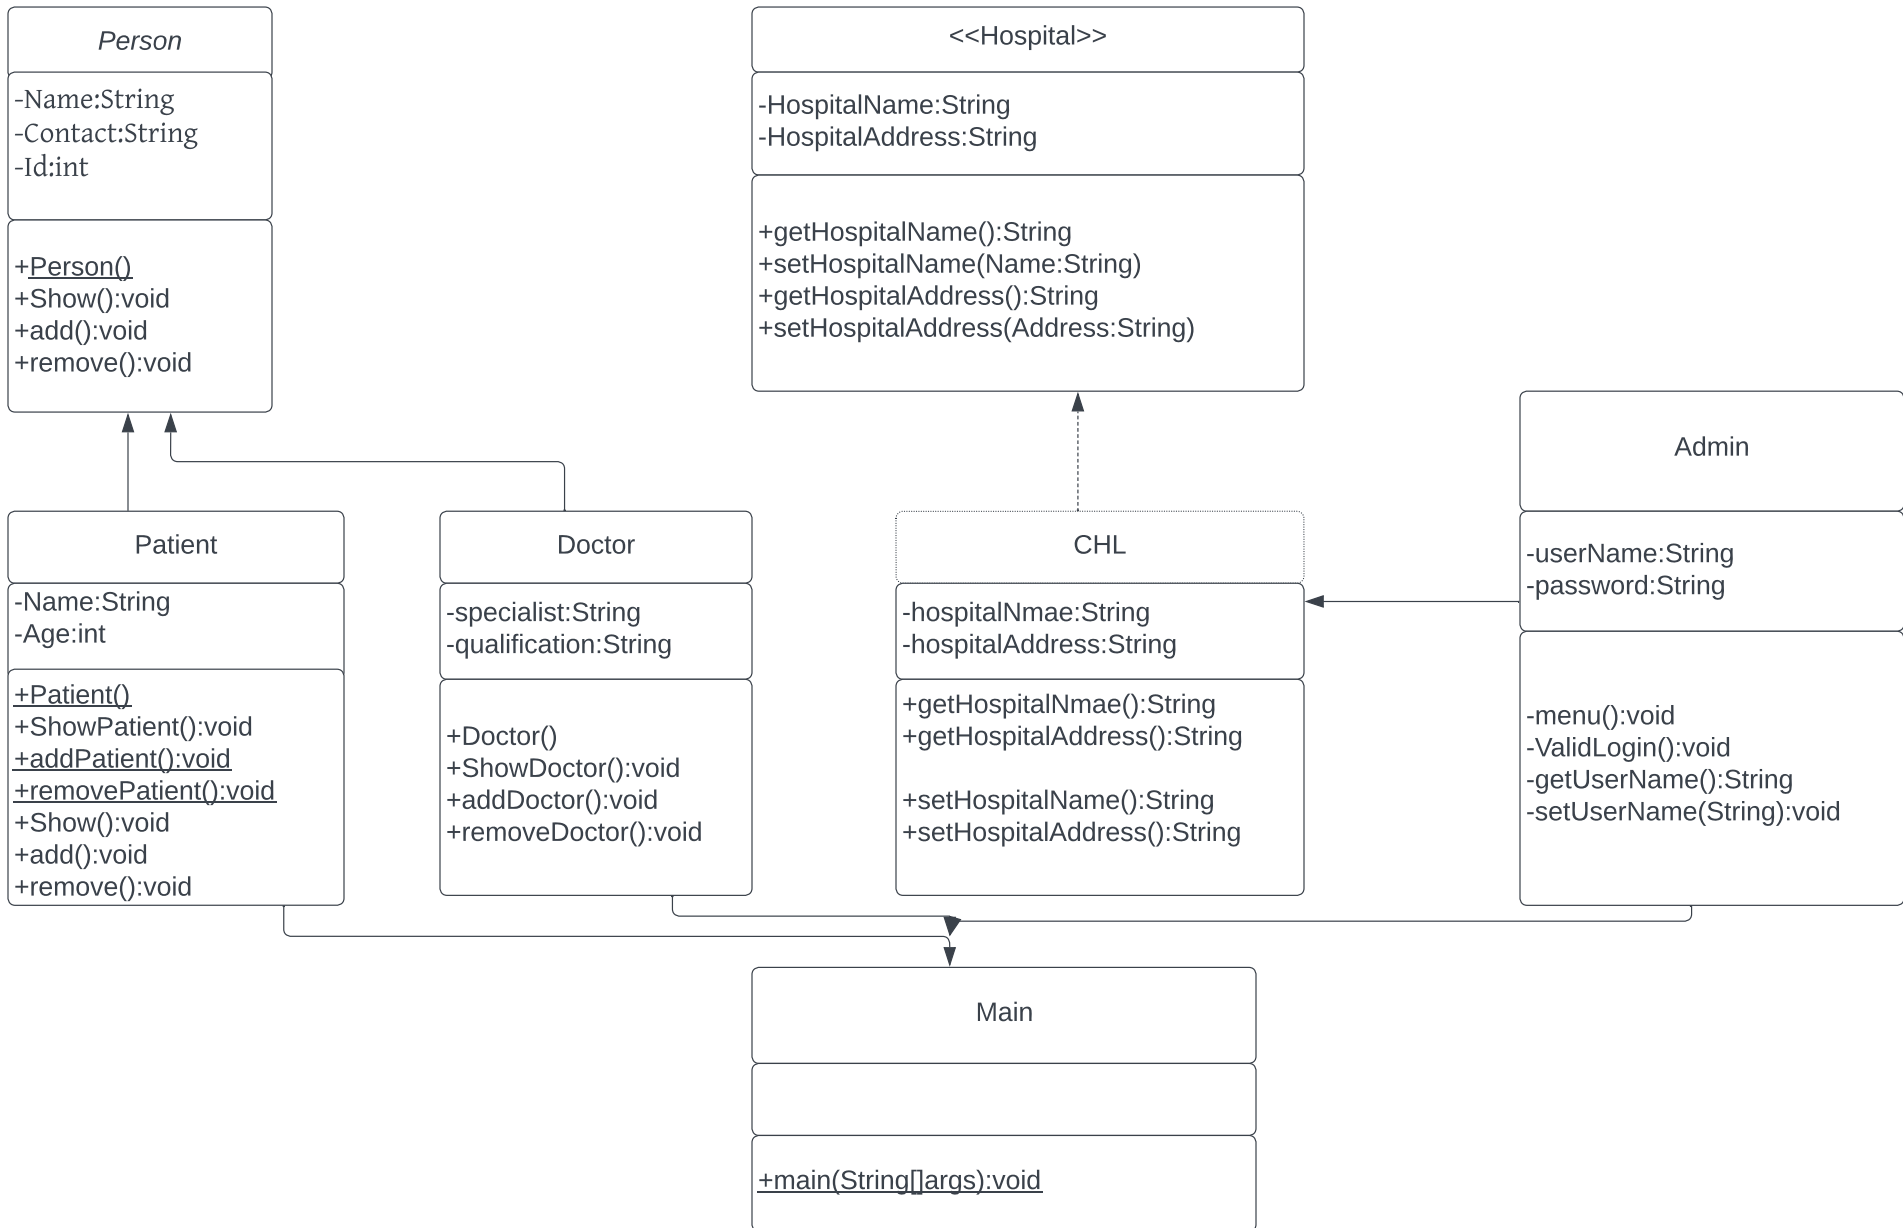 Person
-Name:String
-Contact:String
-Id:int
+Person()
+Show():void
+add():void
+remove():void
<<Hospital>>
-HospitalName:String
-HospitalAddress:String
+getHospitalName():String
+setHospitalName(Name:String)
+getHospitalAddress():String
+setHospitalAddress(Address:String)
Patient
-Name:String
-Age:int
+Patient()
+ShowPatient():void
+addPatient():void
+removePatient():void
+Show():void
+add():void
+remove():void
Doctor
-specialist:String
-qualification:String
+Doctor()
+ShowDoctor():void
+addDoctor():void
+removeDoctor():void
CHL
-hospitalNmae:String
-hospitalAddress:String
+getHospitalNmae():String
+getHospitalAddress():String
+setHospitalName():String
+setHospitalAddress():String
Admin
-userName:String
-password:String
-menu():void
-ValidLogin():void
-getUserName():String
-setUserName(String):void
Main
+main(String[]args):void